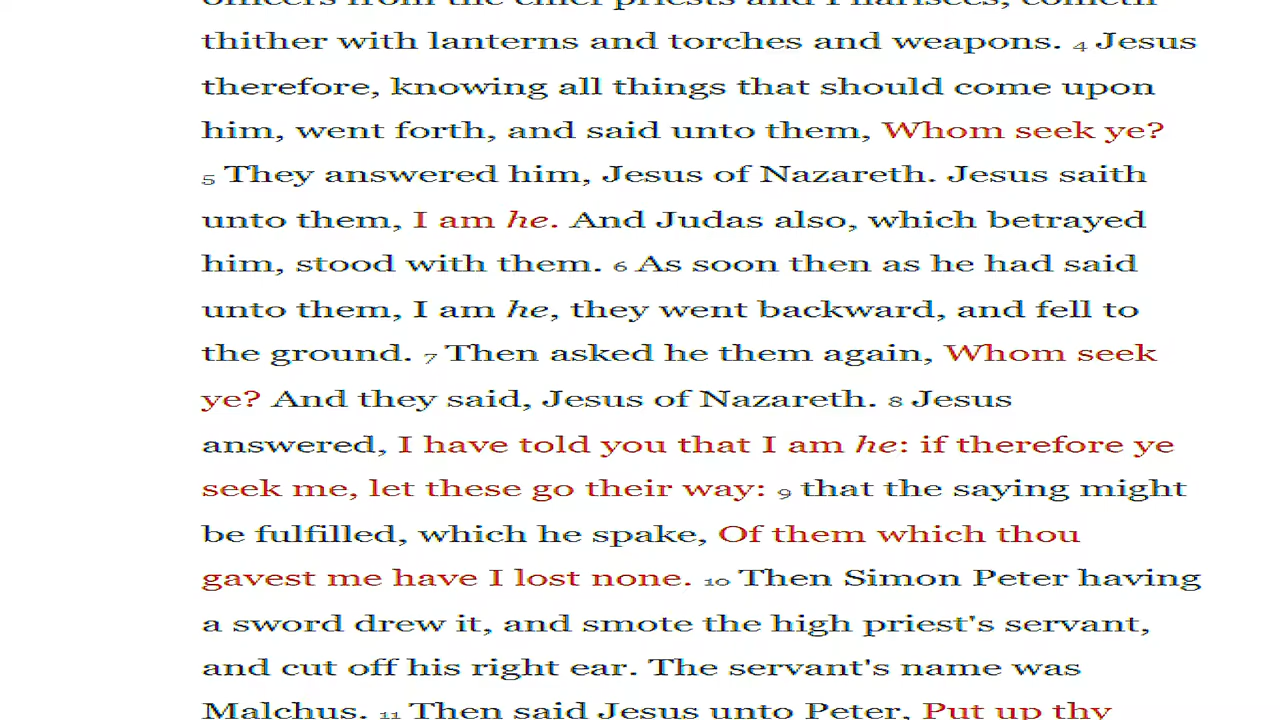 officers from the chief priests and Pharisees, cometh
thither with lanterns and torches and weapons. 4 Jesus
therefore, knowing all things that should come upon
him, went forth, and said unto them, Whom seek ye?
5 They answered him, Jesus of Nazareth. Jesus saith
unto them, I am he. And Judas also, which betrayed
him, stood with them. 6 As soon then as he had said
unto them, I am he, they went backward, and fell to
the ground. 7 Then asked he them again, Whom seek
ye? And they said, Jesus of Nazareth. 8 Jesus
answered, I have told you that I am he: if therefore ye
seek me, let these go their way: 9 that the saying might
be fulfilled, which he spake, Of them which thou
gavest me have I lost none. 10 Then Simon Peter having
a sword drew it, and smote the high priest's servant,
and cut off his right ear. The servant's name was
Malchus. 11 Then said Jesus unto Peter, Put up thy